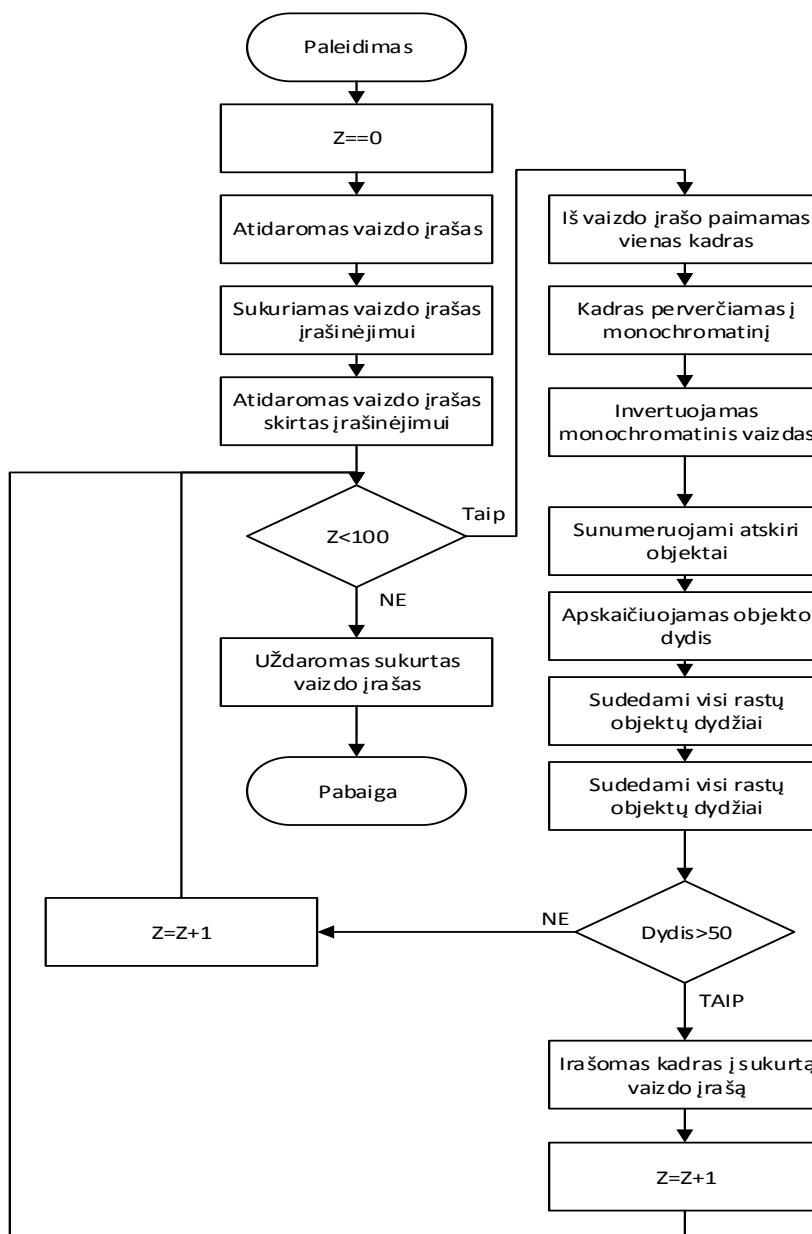 Paleidimas
Z==0
Atidaromas vaizdo įrašas
Sukuriamas vaizdo įrašas
įrašinėjimui
Atidaromas vaizdo įrašas
skirtas įrašinėjimui
Z<100
Taip
NE
UŽdaromas sukurtas
vaizdo įrašas
Pabaiga
Iš vaizdo įrašo paimamas
vienas kadras
Kadras perverčiamas į
monochromatinį
Invertuojamas
monochromatinis vaizdas
Sunumeruojami atskiri
objektai
Apskaičiuojamas objekto
dydis
Sudedami visi rastų
objektų dydžiai
Sudedami visi rastų
objektų dydžiai
Dydis>50
NE
Z=Z+1
TAIP
Irašomas kadras į sukurtą
vaizdo įrašą
Z=Z+1